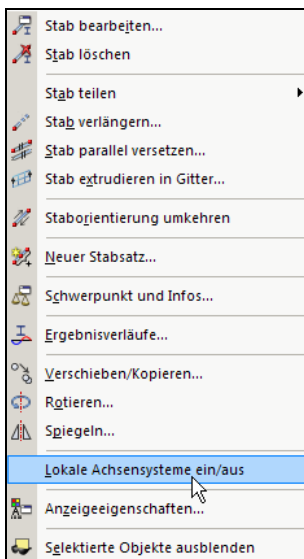 Stab bearbeiten...
Stab löschen
Stab teilen
Stab verlängern...
Stab parallel versetzen...
Stab extrudieren in Gitter...
Staborientierung umkehren
Neuer Stabsatz...
Schwerpunkt und Infos...
Ergebnisverläufe...
Verschieben/Kopieren...
Rotieren...
Spiegeln...
Lokale Achsensysteme ein/aus
Anzeigeeigenschaften...
Selektierte Objekte ausblenden